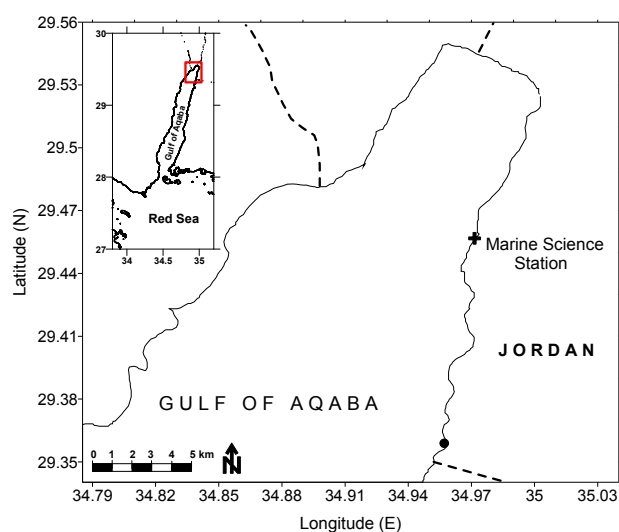 29.56
29.53
29.5
29.47
29.44
29.41
29.38
29.35
Latitude (N)
30
29
28
27
34
34.5
35
Gulf of Aqaba
Red Sea
Marine Science
Station
JORDAN
GULF OF AQABA
0 1 2 3 4 5 km
N
34.79 34.82 34.85 34.88 34.91 34.94 34.97 35 35.03
Longitude (E)